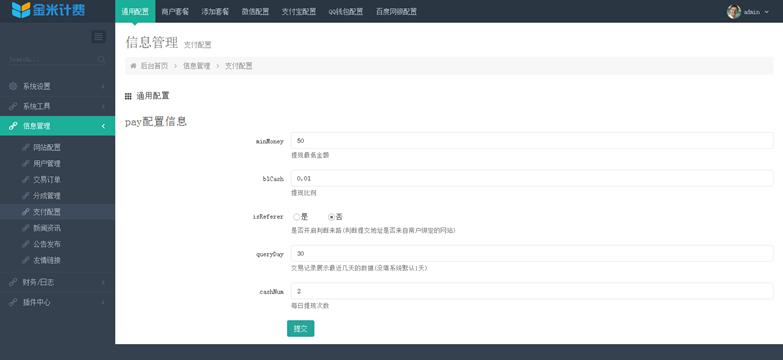 金米计费
通用配置 商户套餐 添加套餐 微信配置 支付宝配置 QQ钱包配置 百度网银配置
admin
Search...
系统设置
系统工具
信息管理
网站配置
用户管理
交易订单
分成管理
支付配置
新闻资讯
公告发布
友情链接
财务/日志
插件中心
信息管理 支付配置
后台首页 > 信息管理 > 支付配置
通用配置
pay配置信息
minMoney 50
提现最低金额
blCash 0.01
提现比例
isReferer 是 否
是否开启判断来路(判断提交地址是否来自商户绑定的网站)
queryDay 30
交易记录展示最近几天的数据(没填系统默认1天)
cashNum 2
每日提现次数
提交